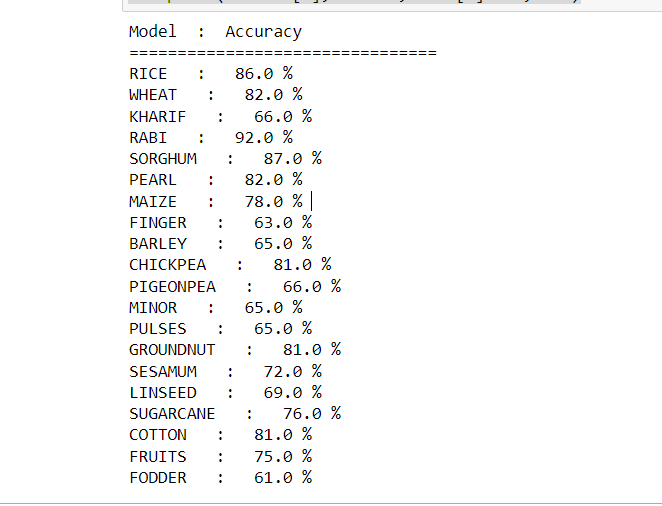 Model  :  Accuracy
================================
RICE   :   86.0 %
WHEAT   :   82.0 %
KHARIF   :   66.0 %
RABI   :   92.0 %
SORGHUM   :   87.0 %
PEARL   :   82.0 %
MAIZE   :   78.0 %
FINGER   :   63.0 %
BARLEY   :   65.0 %
CHICKPEA   :   81.0 %
PIGEONPEA   :   66.0 %
MINOR   :   65.0 %
PULSES   :   65.0 %
GROUNDNUT   :   81.0 %
SESAMUM   :   72.0 %
LINSEED   :   69.0 %
SUGARCANE   :   76.0 %
COTTON   :   81.0 %
FRUITS   :   75.0 %
FODDER   :   61.0 %